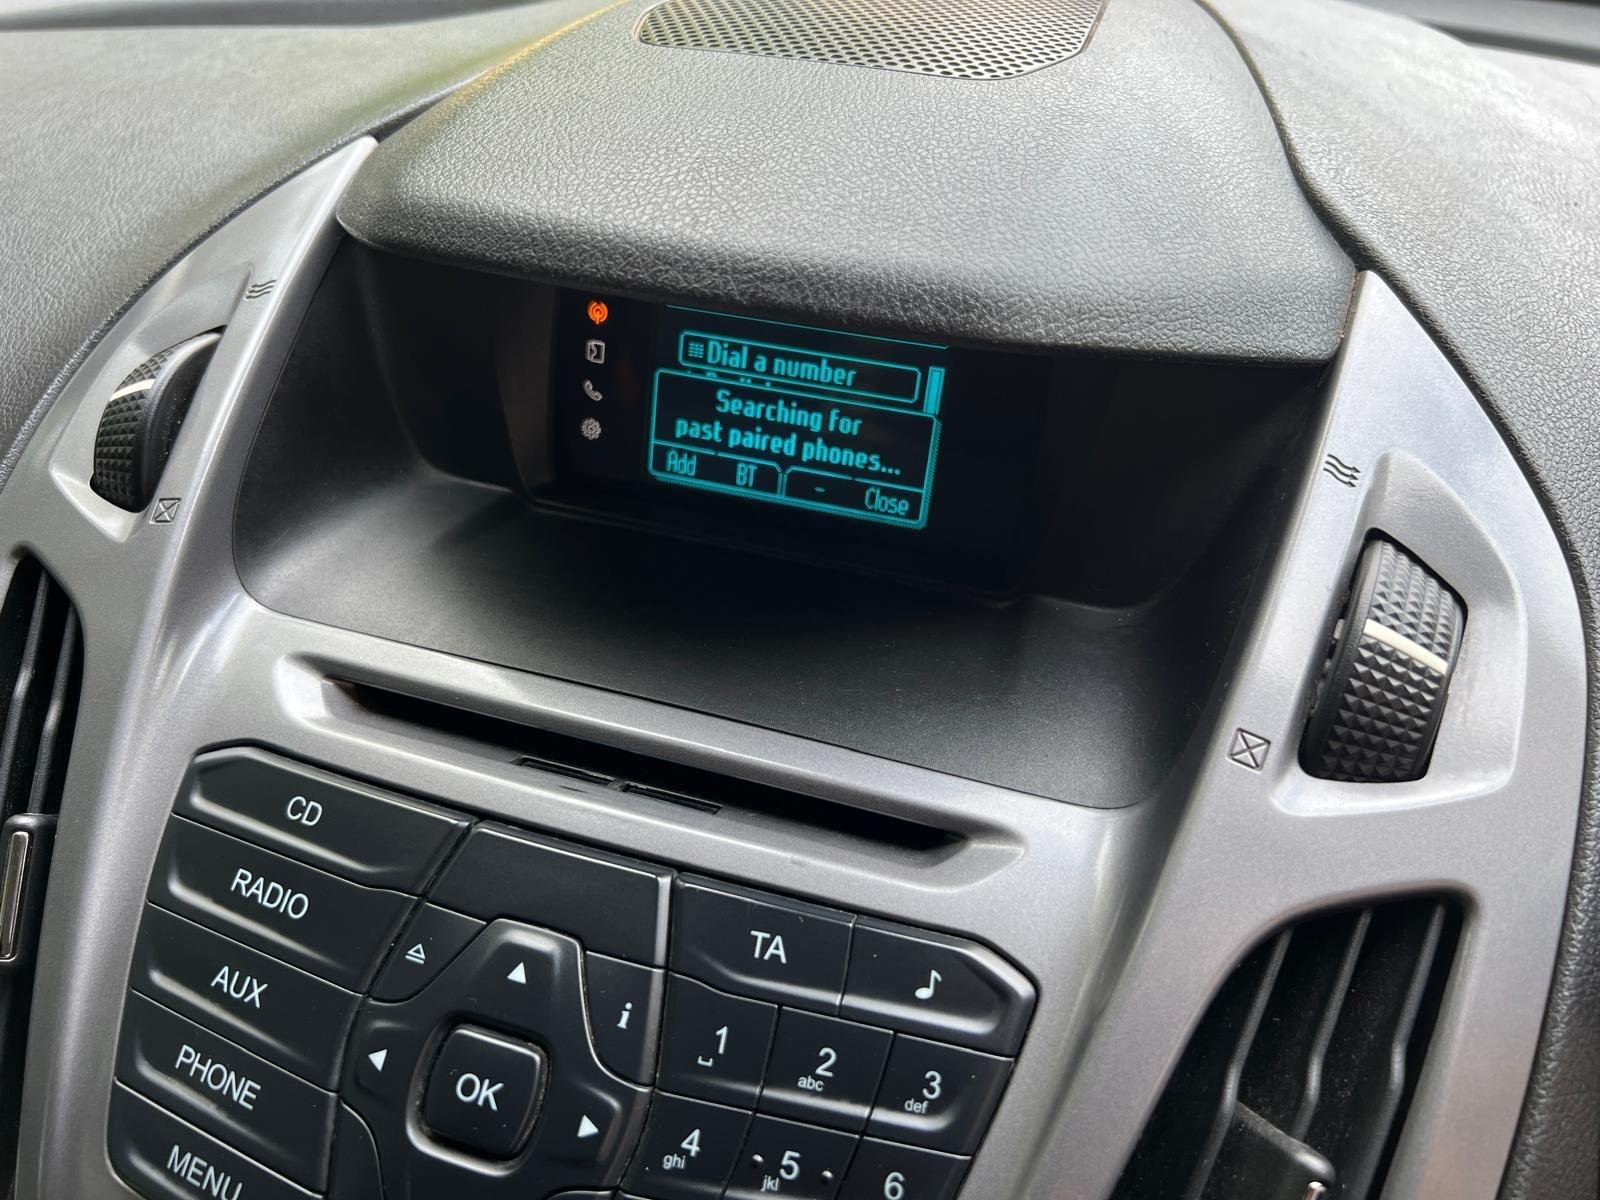 Dial a number
Searching for
past paired phones...
Add BT - Close
CD
RADIO
AUX
PHONE
MENU
OK
i
TA
1
2
abc
3
def
4
ghi
5
jkl
6